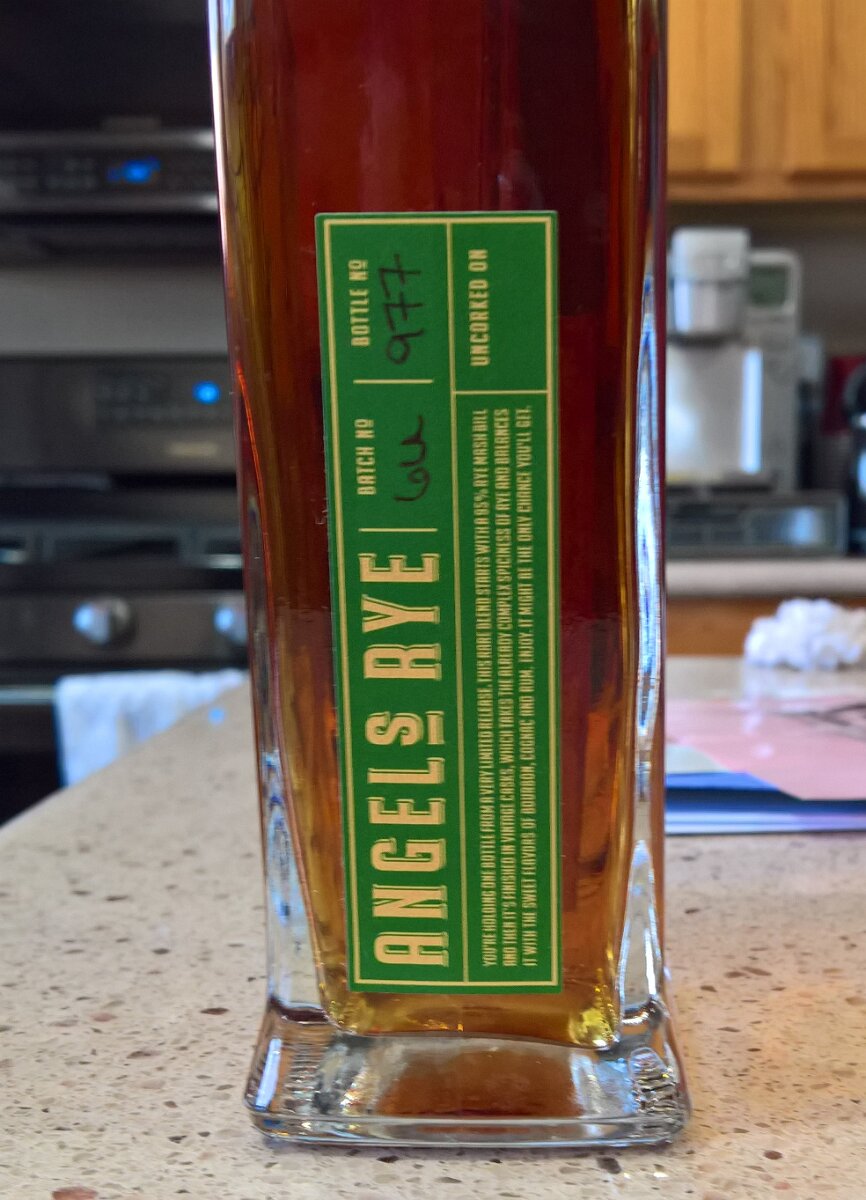 ANGELS RYE
BATCH Nº
BOTTLE Nº
977
YOU'RE HOLDING ONE BOTTLE FROM A VERY LIMITED RELEASE. THIS RARE BLEND STARTS WITH A 95% RYE MASH BILL
AND THEN IT'S FINISHED IN VINTAGE CASKS, WHICH TAKES THE ALREADY COMPLEX SPICINESS OF RYE AND BALANCES
IT WITH THE SWEET FLAVORS OF BOURBON, COGNAC AND RUM. ENJOY. IT MIGHT BE THE ONLY CHANCE YOU'LL GET.
UNCORKED ON